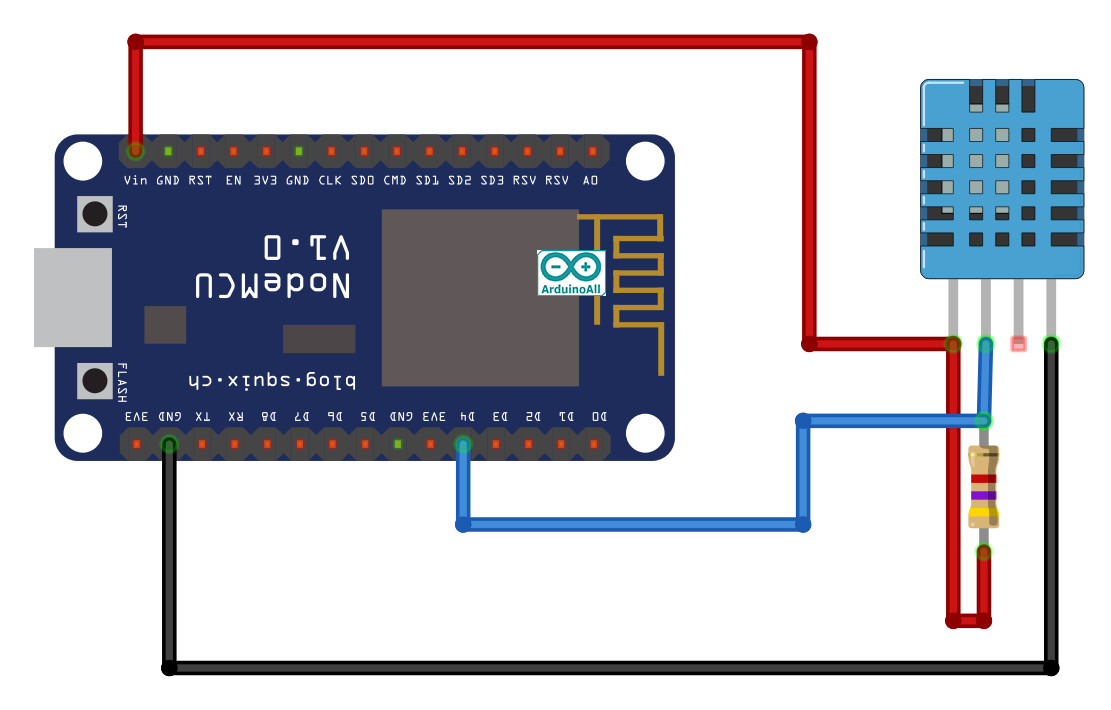 Vin GND RST EN 3V3 GND CLK SD0 CMD SD1 SD2 SD3 RSV RSV A0
RST
NodeMCU
V1.0
ArduinoAll
FLASH
blog.squix.ch
3V3 GND TX RX D8 D7 D6 D5 GND 3V3 D4 D3 D2 D1 D0